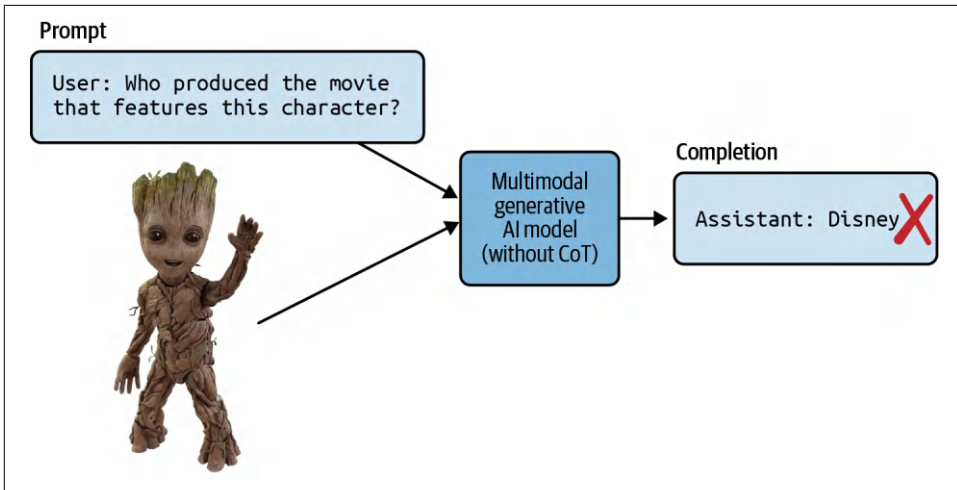 Prompt
User: Who produced the movie
that features this character?
Multimodal
generative
AI model
(without CoT)
Completion
Assistant: Disney